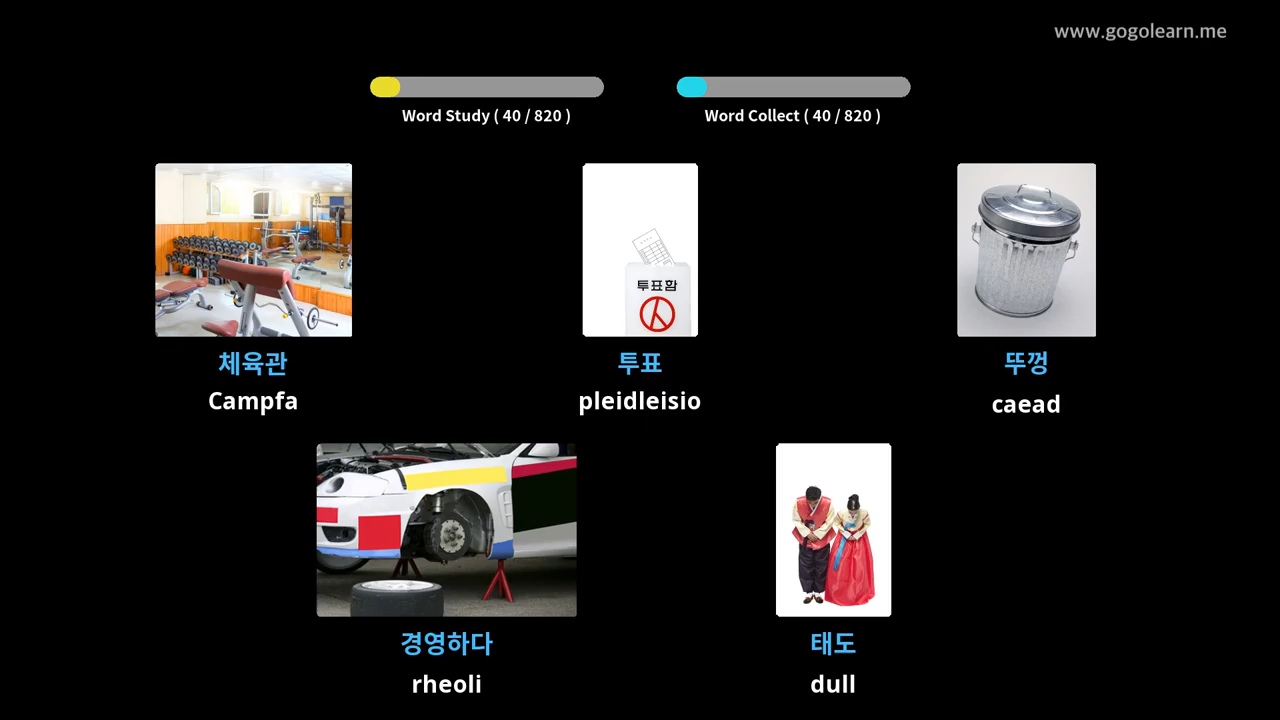 www.gogolearn.me
Word Study ( 40 / 820 )
Word Collect ( 40 / 820 )
투표함
체육관
Campfa
투표
pleidleisio
뚜껑
caead
경영하다
rheoli
태도
dull